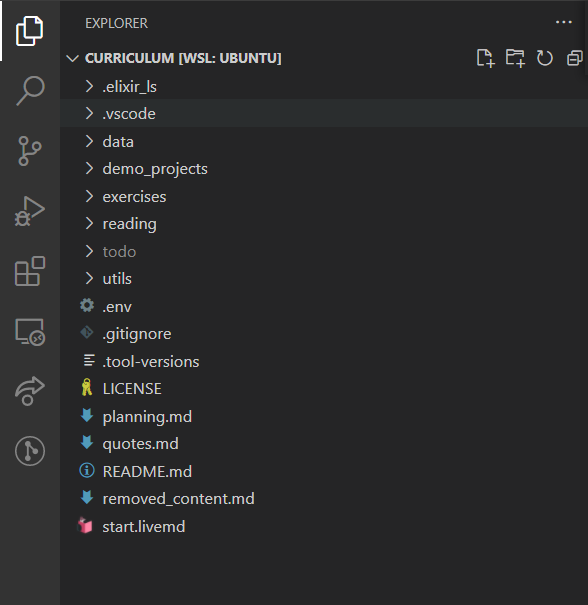 EXPLORER
CURRICULUM [WSL: UBUNTU]
.elixir_ls
.vscode
data
demo_projects
exercises
reading
todo
utils
.env
.gitignore
.tool-versions
LICENSE
planning.md
quotes.md
README.md
removed_content.md
start.livemd